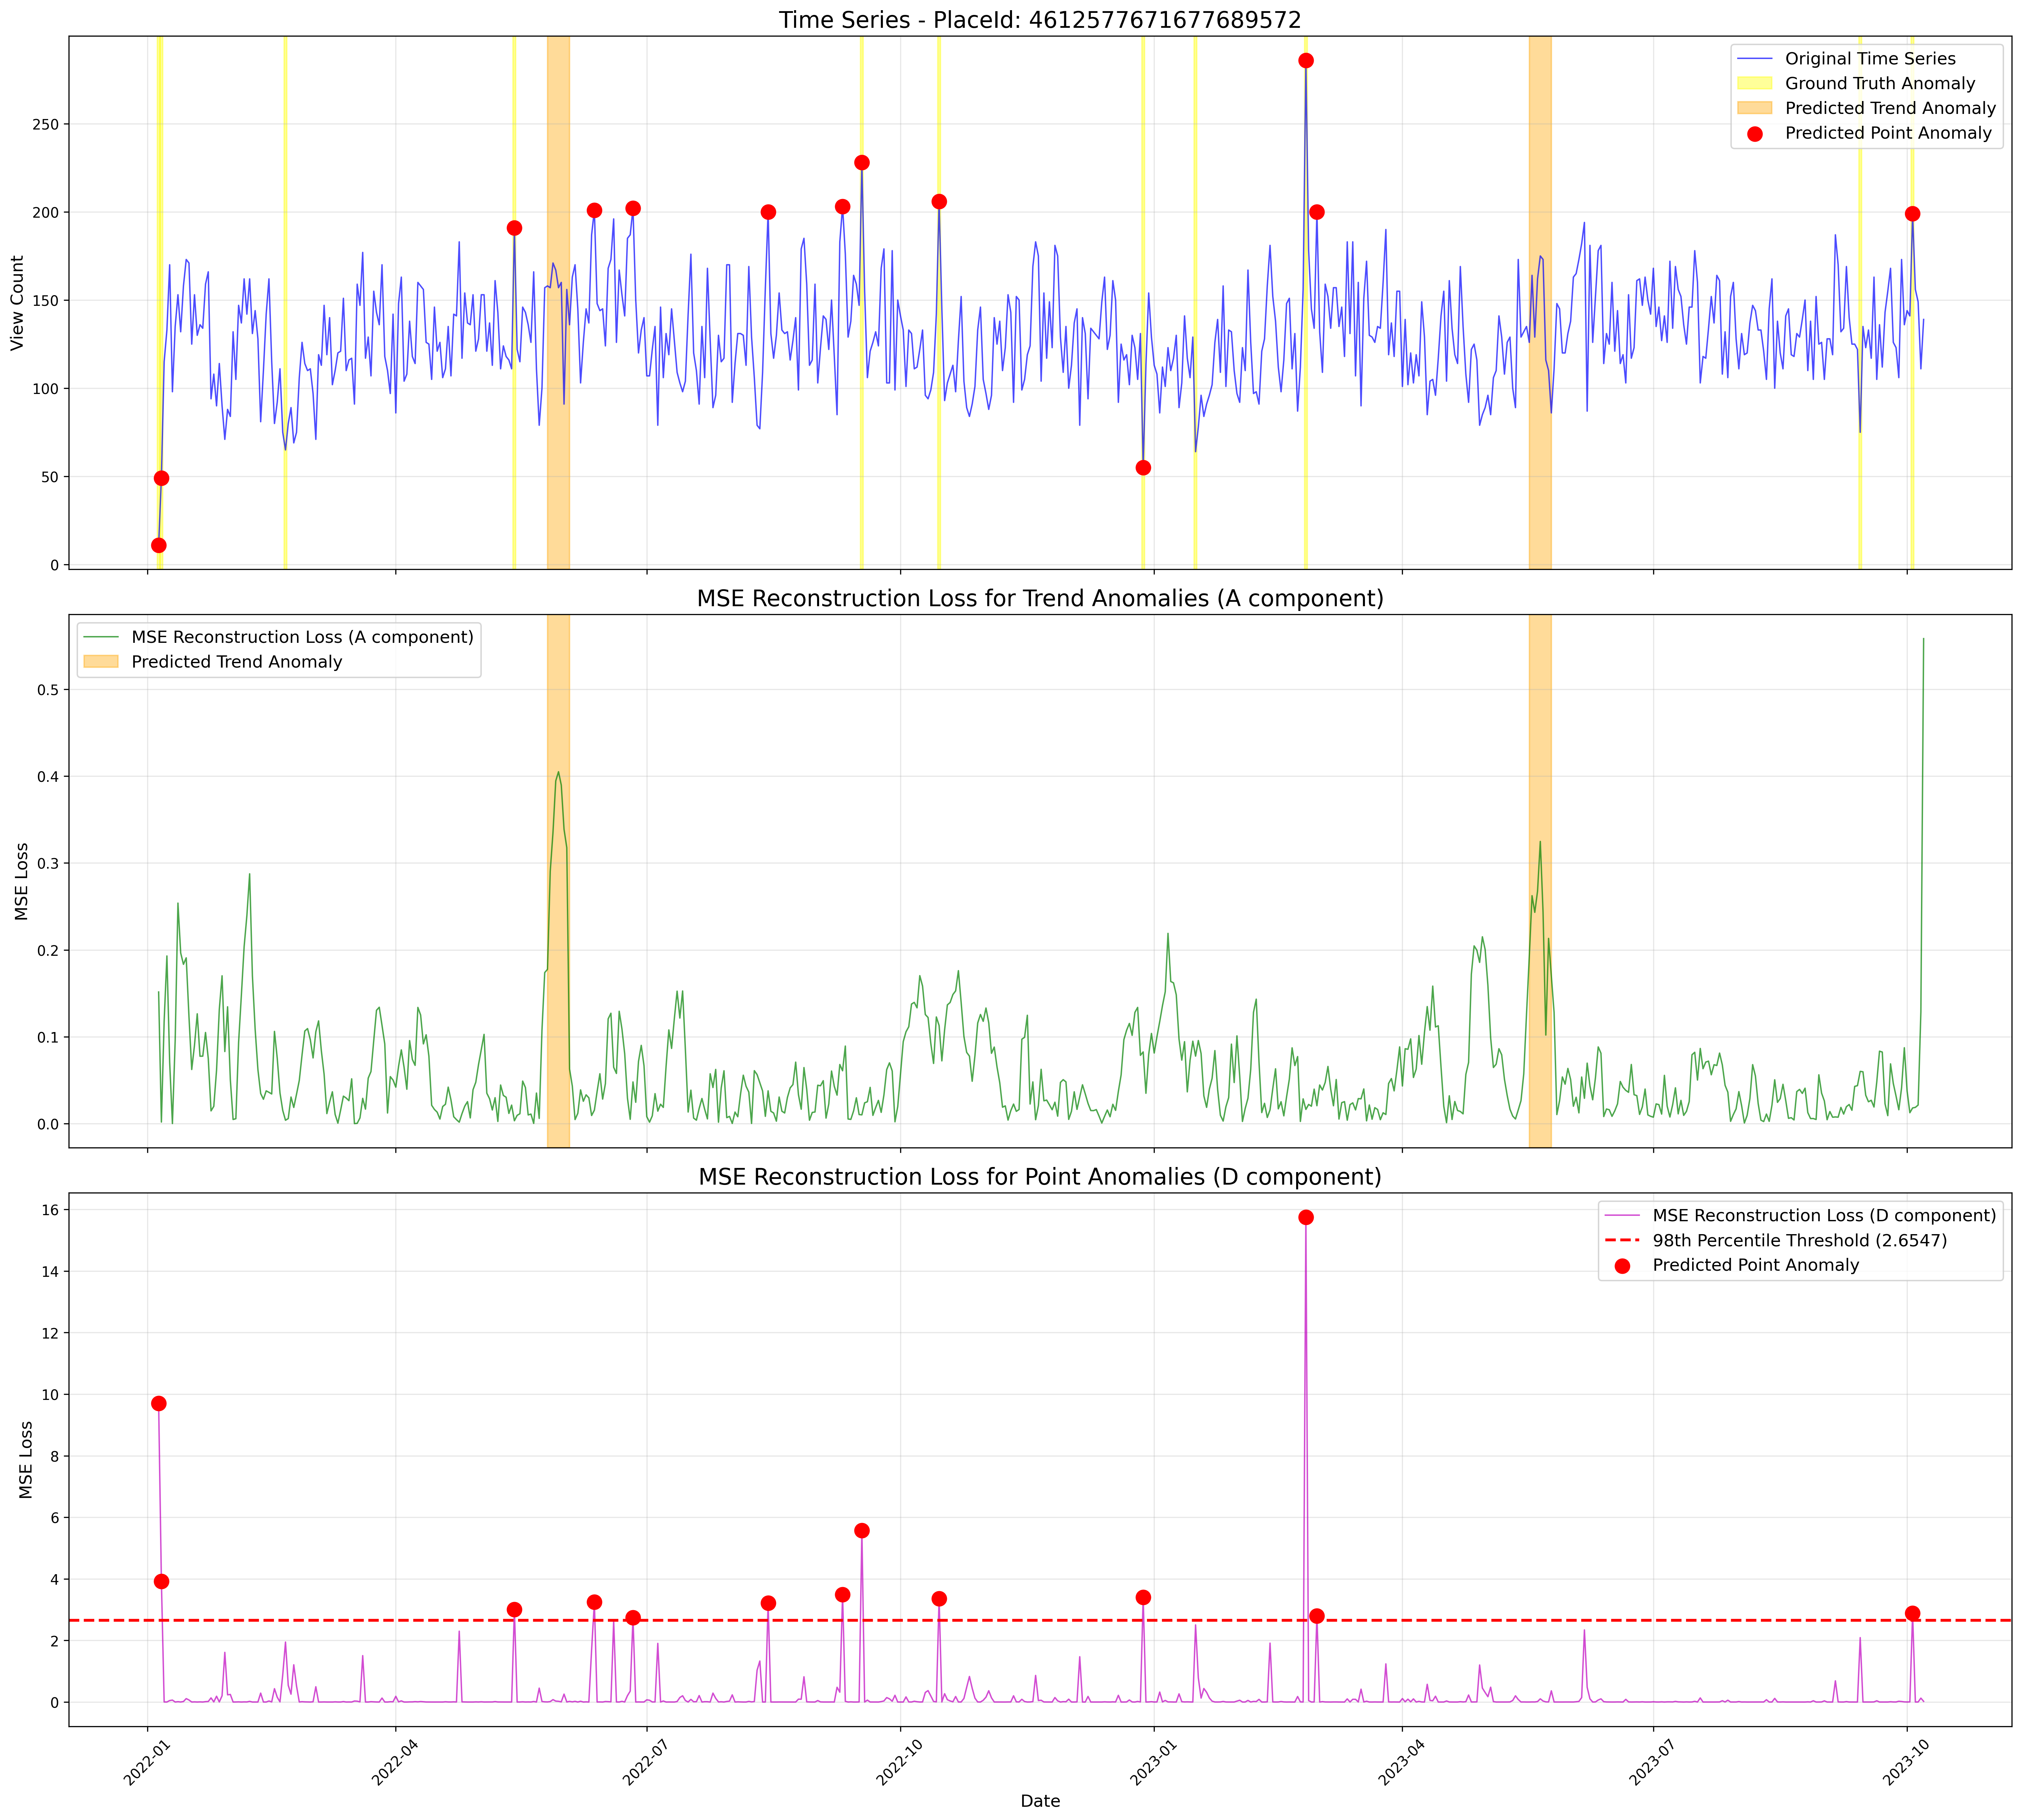 Time Series - PlaceId: 4612577671677689572
Original Time Series
Ground Truth Anomaly
Predicted Trend Anomaly
Predicted Point Anomaly
View Count
250
200
150
100
50
0
MSE Reconstruction Loss for Trend Anomalies (A component)
MSE Reconstruction Loss (A component)
Predicted Trend Anomaly
MSE Loss
0.5
0.4
0.3
0.2
0.1
0.0
MSE Reconstruction Loss for Point Anomalies (D component)
MSE Reconstruction Loss (D component)
98th Percentile Threshold (2.6547)
Predicted Point Anomaly
MSE Loss
16
14
12
10
8
6
4
2
0
2022-01
2022-04
2022-07
2022-10
2023-01
2023-04
2023-07
2023-10
Date